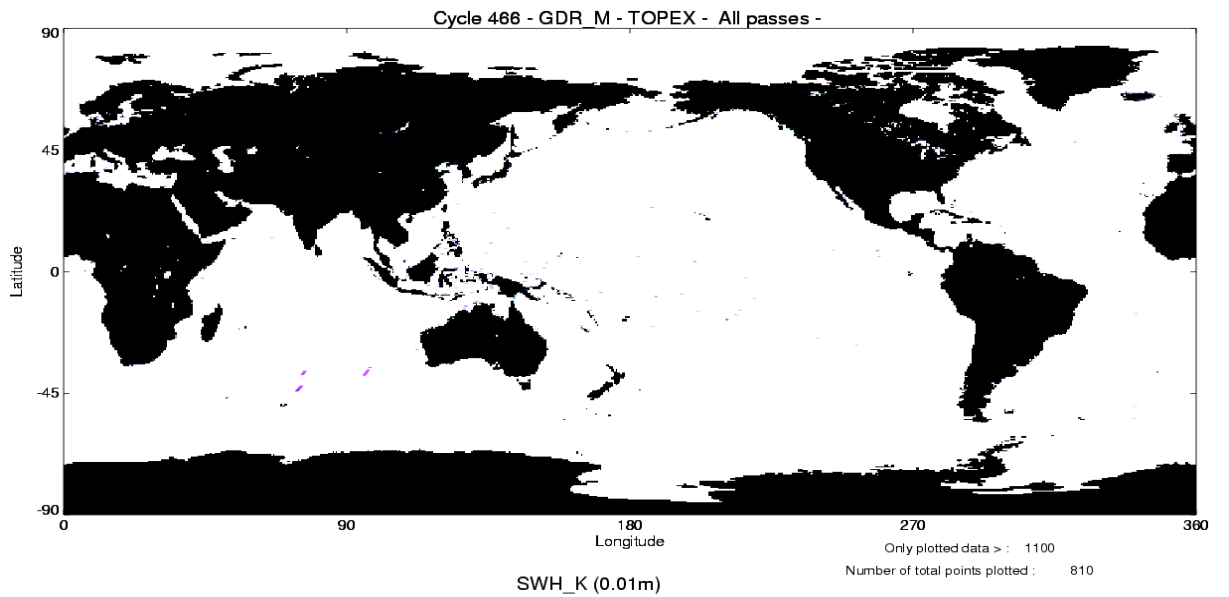 Cycle 466 - GDR_M - TOPEX - All passes -
90
45
0
-45
-90
Latitude
0 90 180 270 360
Longitude
Only plotted data > : 1100
Number of total points plotted : 810
SWH_K (0.01m)